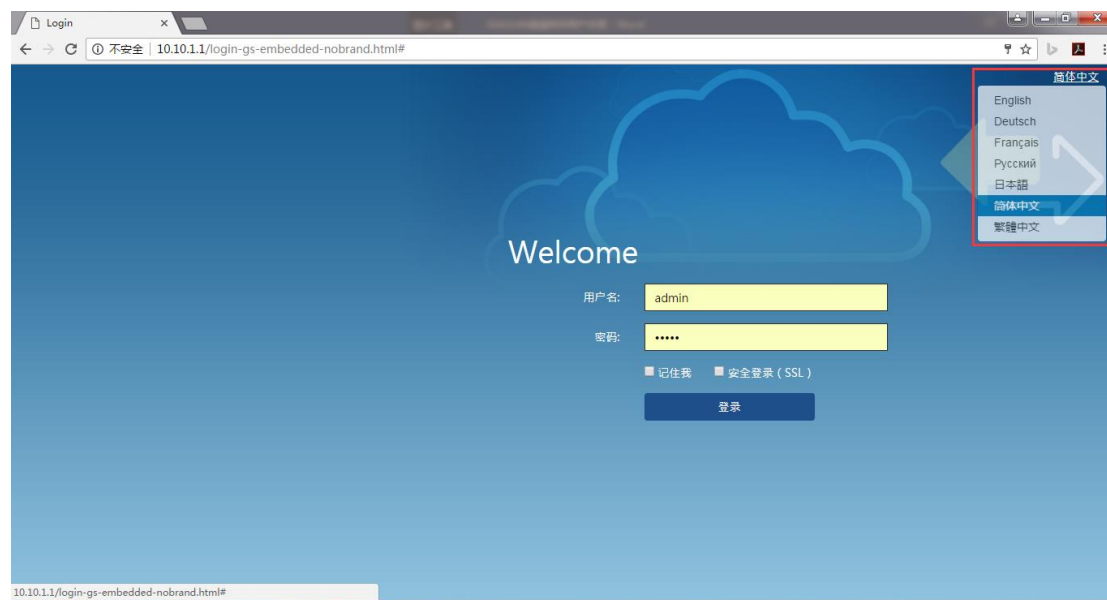 Login
不安全 | 10.10.1.1/login-gs-embedded-nobrand.html#
简体中文
English
Deutsch
Français
Русский
日本語
简体中文
繁體中文
Welcome
用户名: admin
密码: •••••
记住我 安全登录(SSL)
登录
10.10.1.1/login-gs-embedded-nobrand.html#